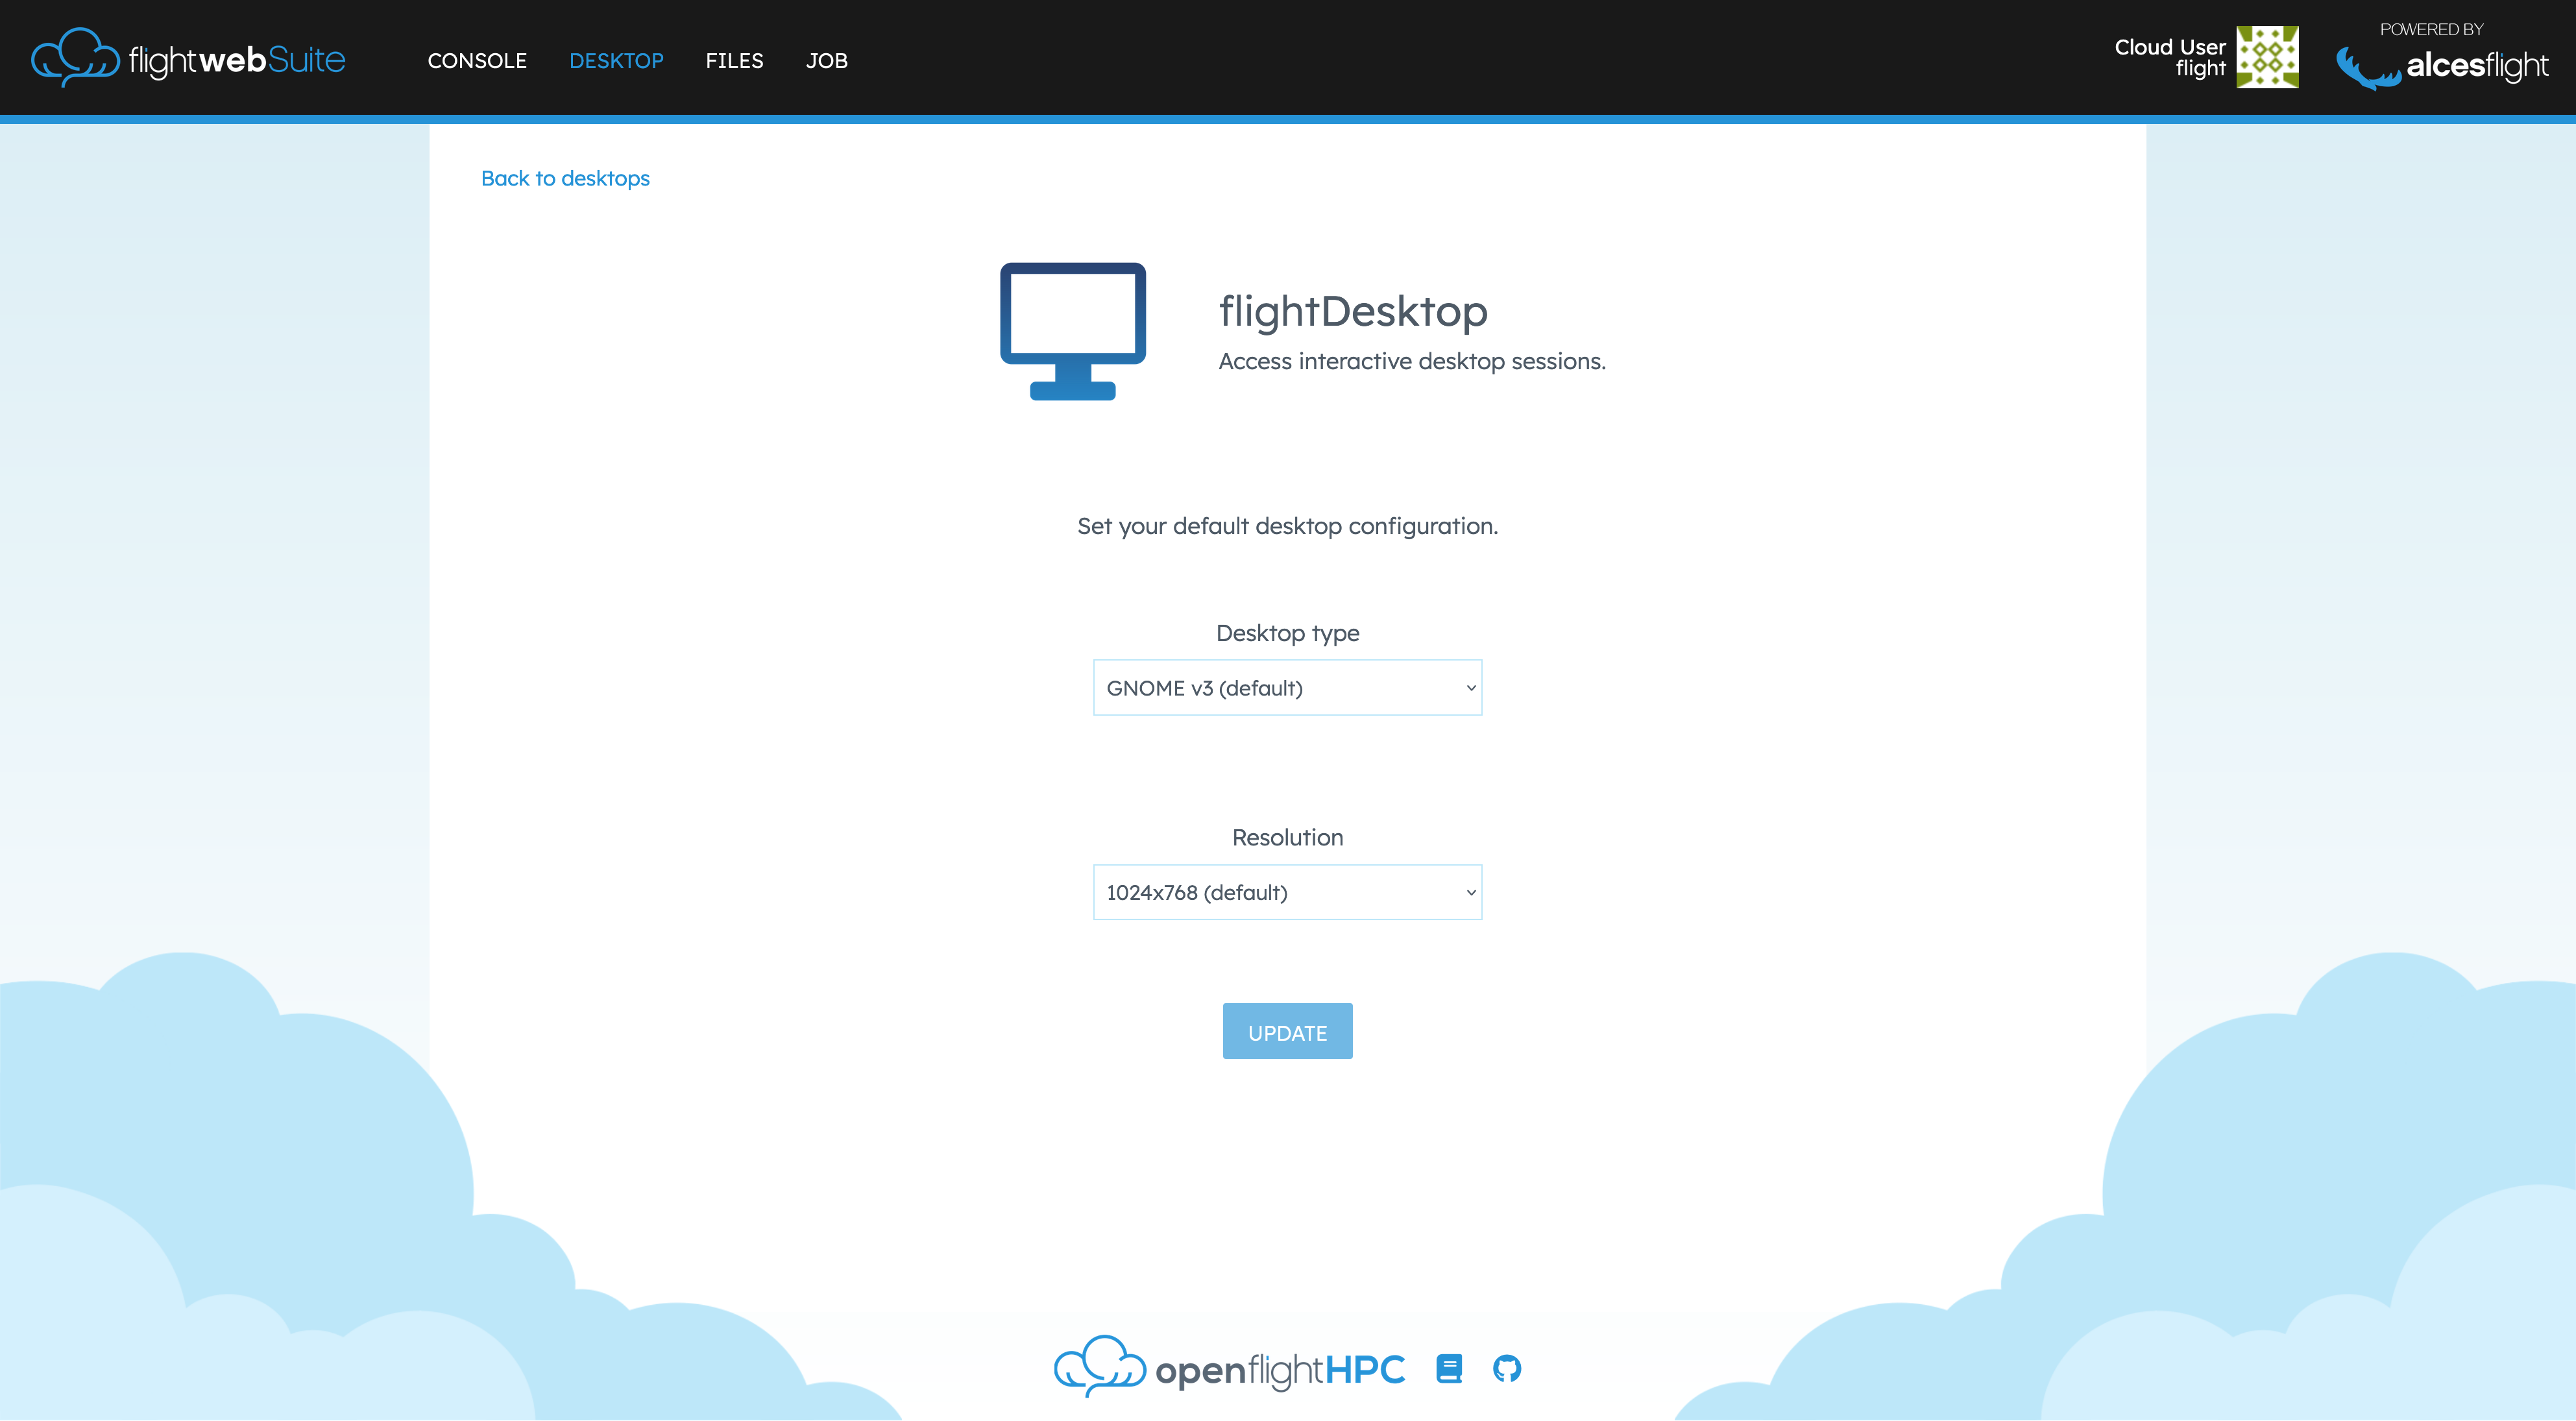 flightwebSuite
CONSOLE
DESKTOP
FILES
JOB
Cloud User
flight
POWERED BY
alcesflight
Back to desktops
flightDesktop
Access interactive desktop sessions.
Set your default desktop configuration.
Desktop type
GNOME v3 (default)
Resolution
1024x768 (default)
UPDATE
openflightHPC